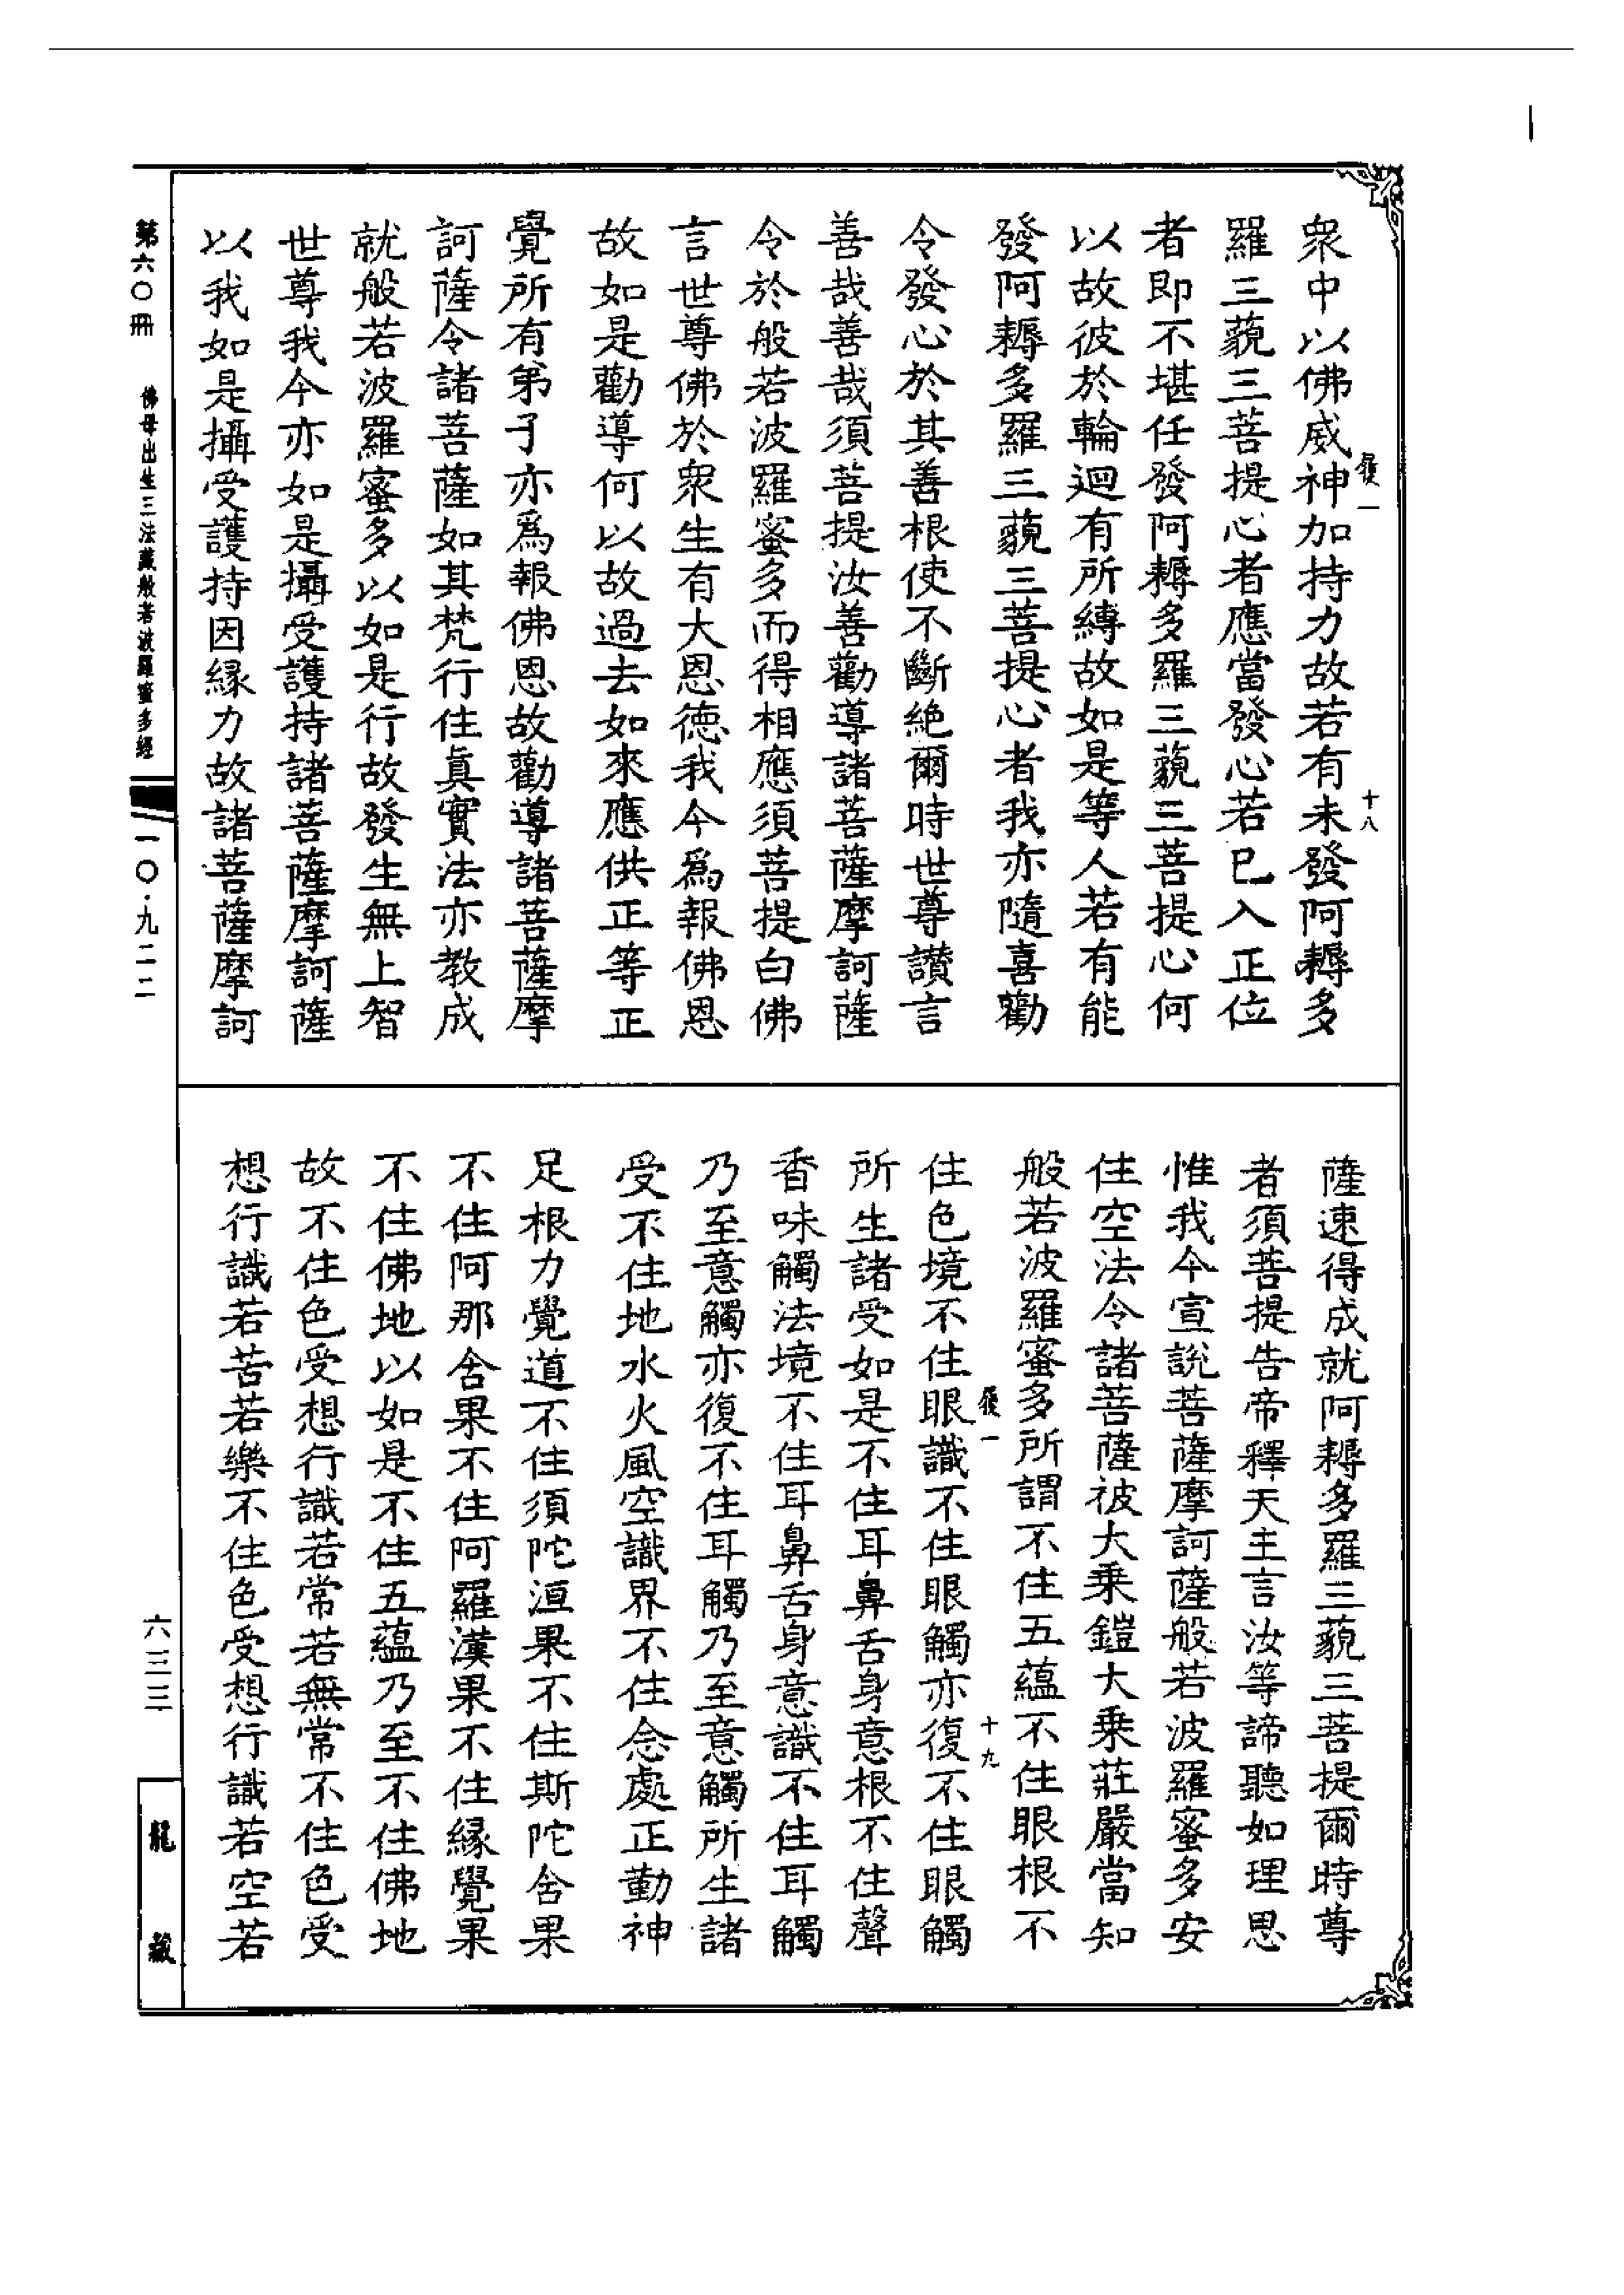 衆中以佛威神加持力故若有未發阿耨多
羅三藐三菩提心者應當發心若已入正位
者即不堪任發阿耨多羅三藐三菩提心何
以故彼於輪迴有所縛故如是等人若有能
發阿耨多羅三藐三菩提心者我亦隨喜勸
令發心於其善根使不斷絶爾時世尊讃言
善哉善哉須菩提汝善勸導諸菩薩摩訶薩
令於般若波羅蜜多而得相應須菩提白佛
言世尊佛於衆生有大恩德我今爲報佛恩
故如是勸導何以故過去如來應供正等正
覺所有弟子亦爲報佛恩故勸導諸菩薩摩
訶薩令諸菩薩如其梵行住眞實法亦教成
就般若波羅蜜多以如是行故發生無上智
世尊我今亦如是攝受護持諸菩薩摩訶薩
以我如是攝受護持因縁力故諸菩薩摩訶
薩速得成就阿耨多羅三藐三菩提爾時尊
者須菩提告帝釋天主言汝等諦聽如理思
惟我今宣說菩薩摩訶薩般若波羅蜜多安
住空法令諸菩薩被大乗鎧大乗莊嚴當知
般若波羅蜜多所謂不住五蘊不住眼根不
住色境不住眼識不住眼觸亦復不住眼觸
所生諸受如是不住耳鼻舌身意根不住聲
香味觸法境不住耳鼻舌身意識不住耳觸
乃至意觸亦復不住耳觸乃至意觸所生諸
受不住地水火風空識界不住念處正勤神
足根力覺道不住須陀洹果不住斯陀含果
不住阿那含果不住阿羅漢果不住縁覺果
不住佛地以如是不住五蘊乃至不住佛地
故不住色受想行識若常若無常不住色受
想行識若苦若樂不住色受想行識若空若
十八
一
十九
第六〇冊
佛母出生三法藏般若波羅蜜多經
一〇·九二二
六三三
龍藏